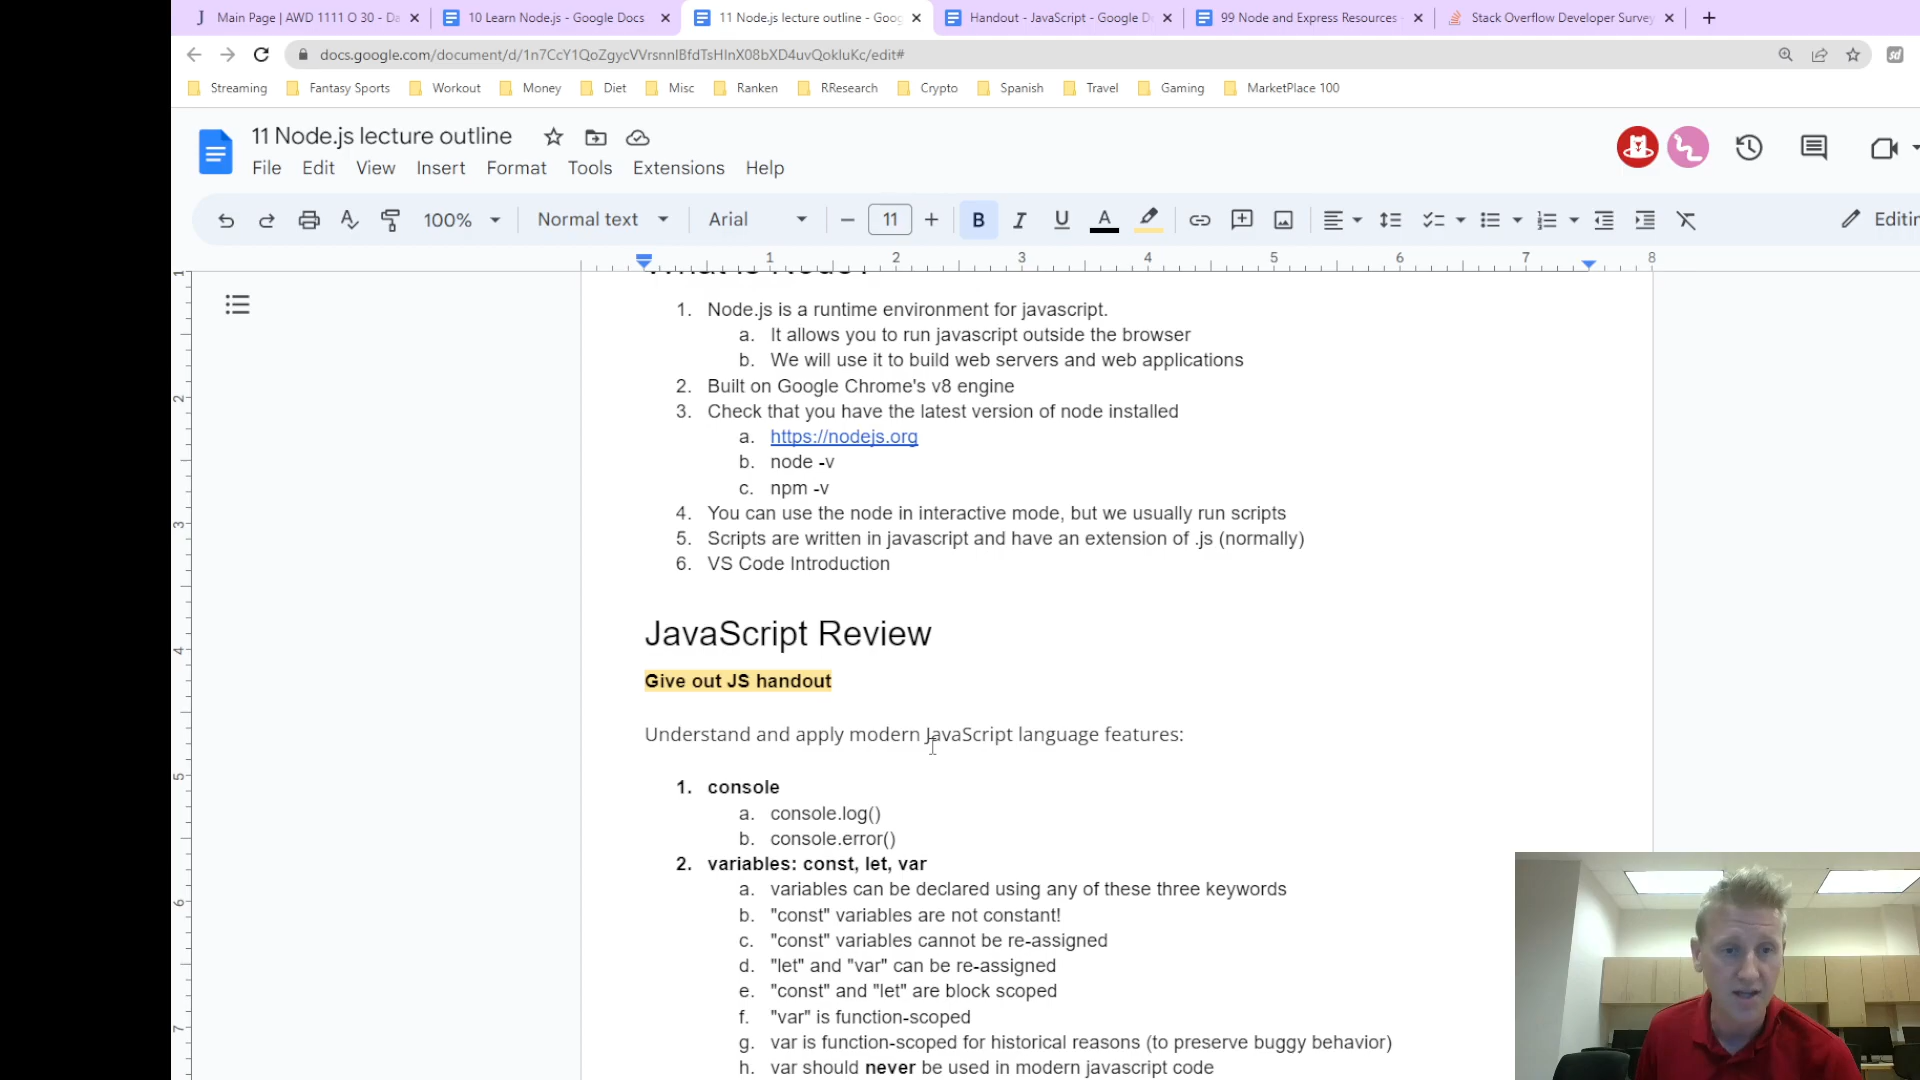 Main Page | AWD 1111 O 30 - Da
10 Learn Node.js - Google Docs
11 Node.js lecture outline - Goog
Handout - JavaScript - Google Do
99 Node and Express Resources -
Stack Overflow Developer Survey
Streaming
Fantasy Sports
Workout
Money
Diet
Misc
Ranken
RResearch
Crypto
Spanish
Travel
Gaming
MarketPlace 100
11 Node.js lecture outline
File Edit View Insert Format Tools Extensions Help
100% Normal text Arial 11 B I U A Editin
1 2 3 4 5 6 7 8
What is Node?
1. Node.js is a runtime environment for javascript.
a. It allows you to run javascript outside the browser
b. We will use it to build web servers and web applications
2. Built on Google Chrome's v8 engine
3. Check that you have the latest version of node installed
a. https://nodejs.org
b. node -v
c. npm -v
4. You can use the node in interactive mode, but we usually run scripts
5. Scripts are written in javascript and have an extension of .js (normally)
6. VS Code Introduction
JavaScript Review
Give out JS handout
Understand and apply modern JavaScript language features:
1. console
a. console.log()
b. console.error()
2. variables: const, let, var
a. variables can be declared using any of these three keywords
b. "const" variables are not constant!
c. "const" variables cannot be re-assigned
d. "let" and "var" can be re-assigned
e. "const" and "let" are block scoped
f. "var" is function-scoped
g. var is function-scoped for historical reasons (to preserve buggy behavior)
h. var should never be used in modern javascript code